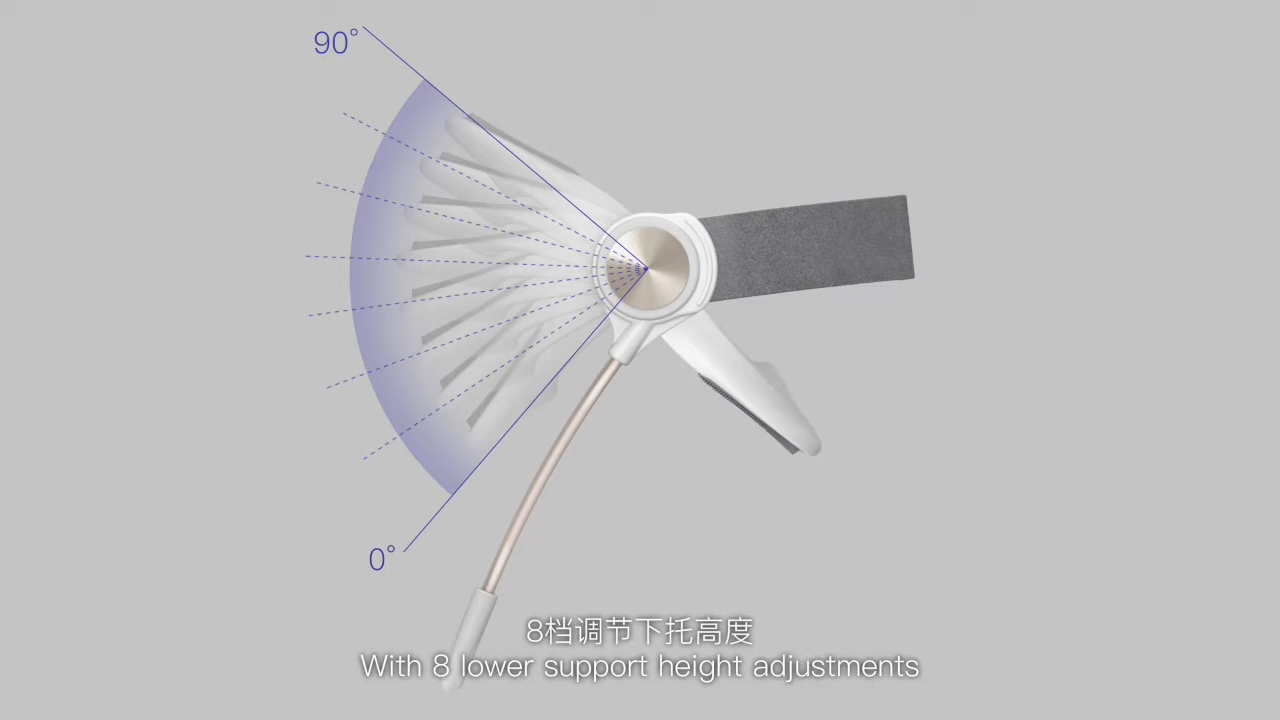 90°
0°
8档调节下托高度
With 8 lower support height adjustments